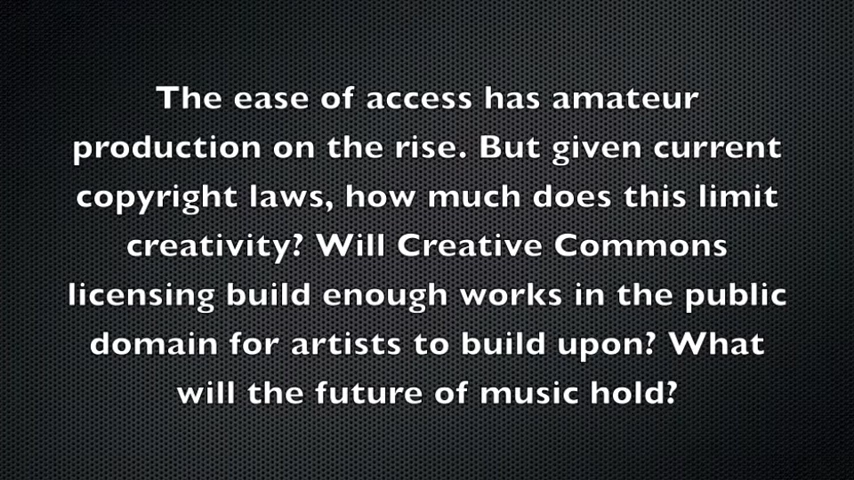 The ease of access has amateur
production on the rise. But given current
copyright laws, how much does this limit
creativity? Will Creative Commons
licensing build enough works in the public
domain for artists to build upon? What
will the future of music hold?